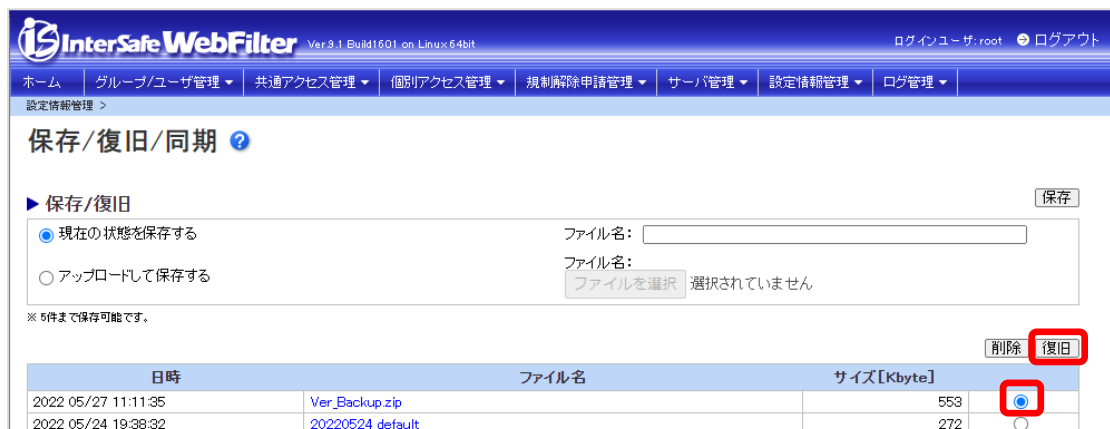 InterSafe WebFilter Ver.9.1 Build1601 on Linux 64bit ログインユーザ: root ログアウト
ホーム グループ/ユーザ管理▼ 共通アクセス管理▼ 個別アクセス管理▼ 規制解除申請管理▼ サーバ管理▼ 設定情報管理▼ ログ管理▼
設定情報管理 >
保存/復旧/同期 ?
▶ 保存/復旧 保存
現在の状態を保存する ファイル名:
アップロードして保存する ファイル名:
ファイルを選択 選択されていません
※ 5件まで保存可能です。
削除 復旧
日時 ファイル名 サイズ[Kbyte]
2022 05/27 11:11:35 Ver_Backup.zip 553
2022 05/24 19:38:32 20220524 default 272